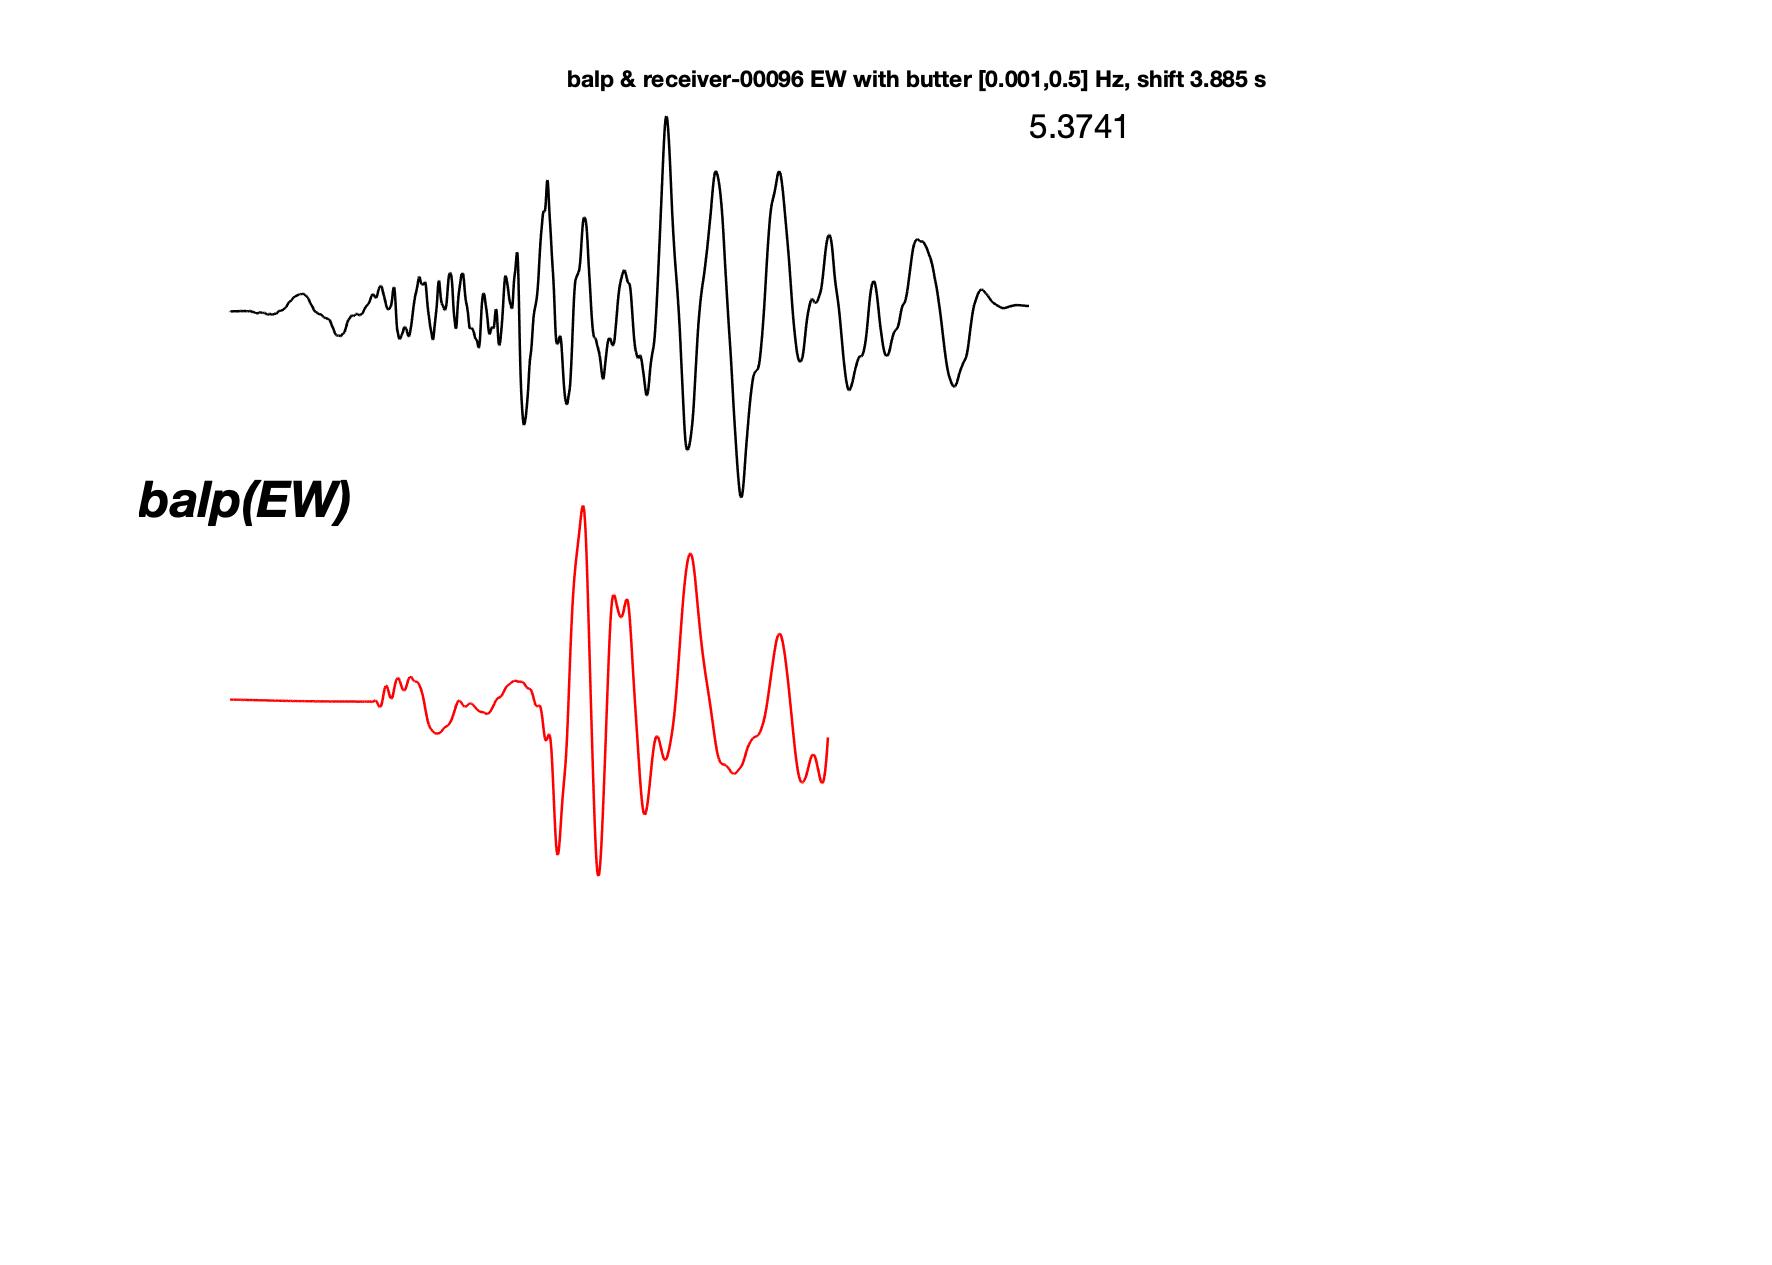 balp & receiver-00096 EW with butter [0.001,0.5] Hz, shift 3.885 s
5.3741
balp(EW)